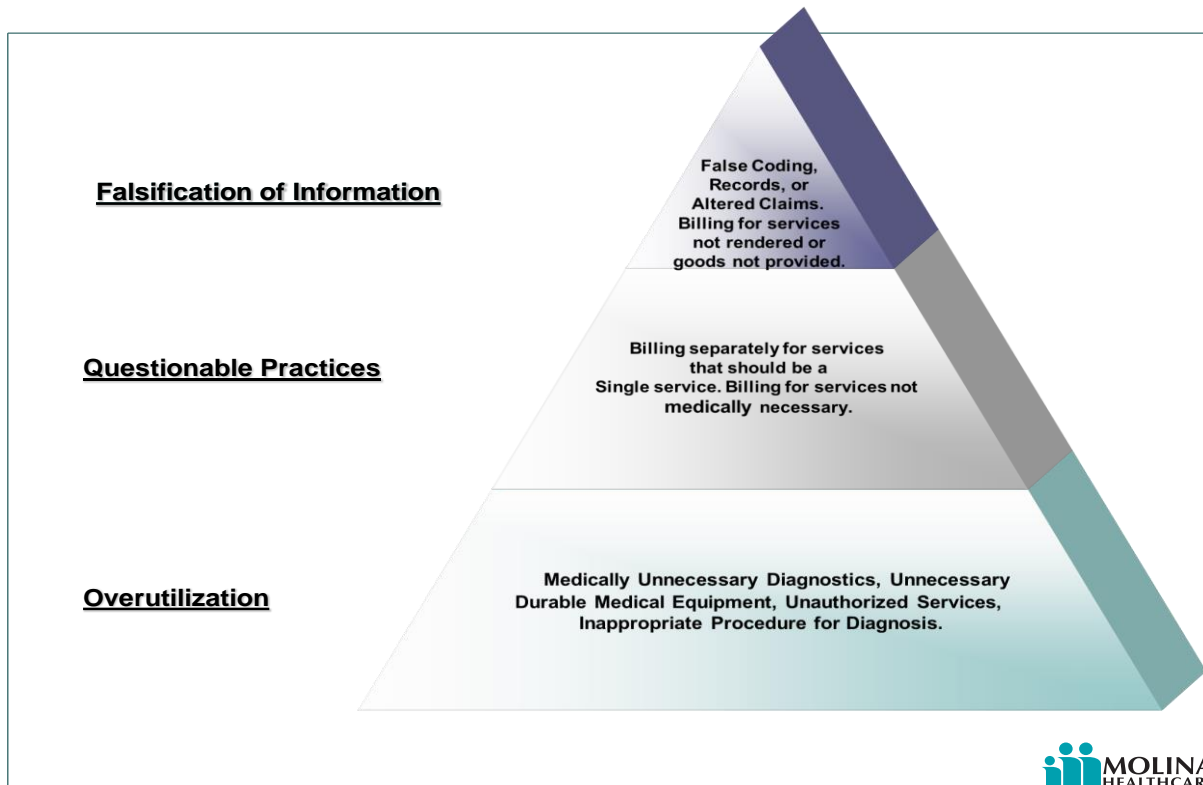 Falsification of Information
False Coding,
Records, or
Altered Claims.
Billing for services
not rendered or
goods not provided.
Questionable Practices
Billing separately for services
that should be a
Single service. Billing for services not
medically necessary.
Overutilization
Medically Unnecessary Diagnostics, Unnecessary
Durable Medical Equipment, Unauthorized Services,
Inappropriate Procedure for Diagnosis.
MOLINA
HEALTHCARE